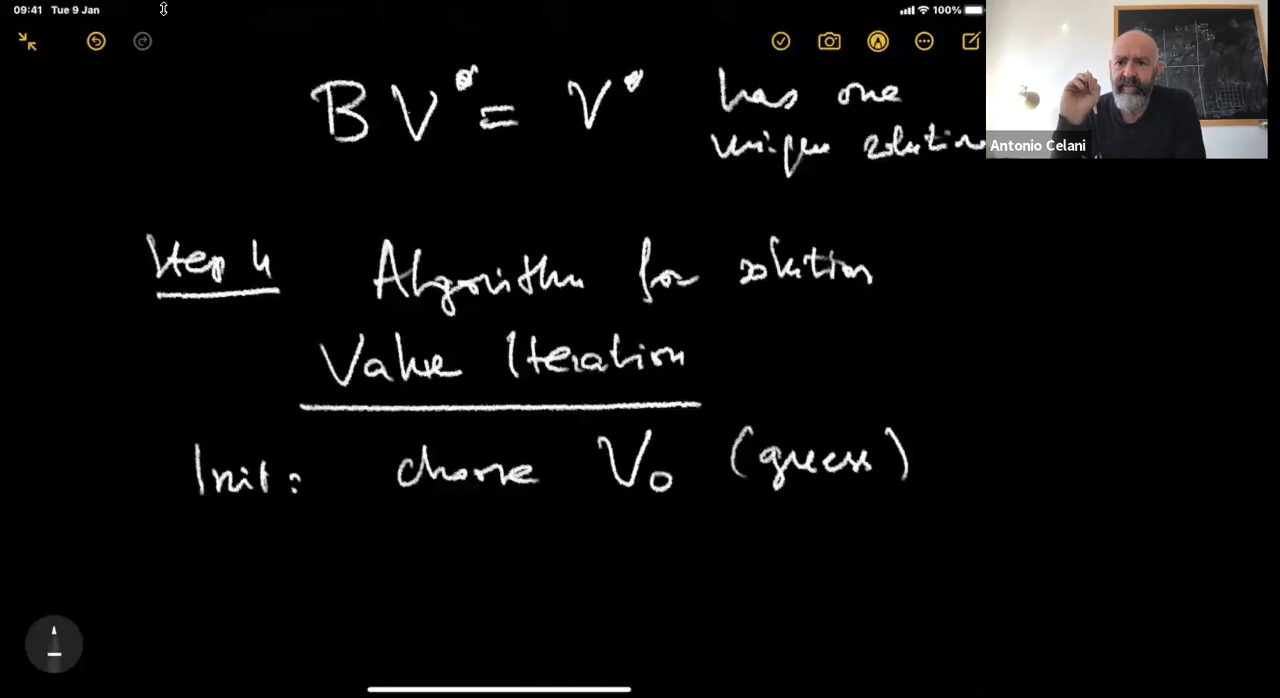 09:41 Tue 9 Jan
100%
B V* = V* has one
unique solution
Antonio Celani
Step 4 Algorithm for solution
Value Iteration
Init: choose V₀ (guess)